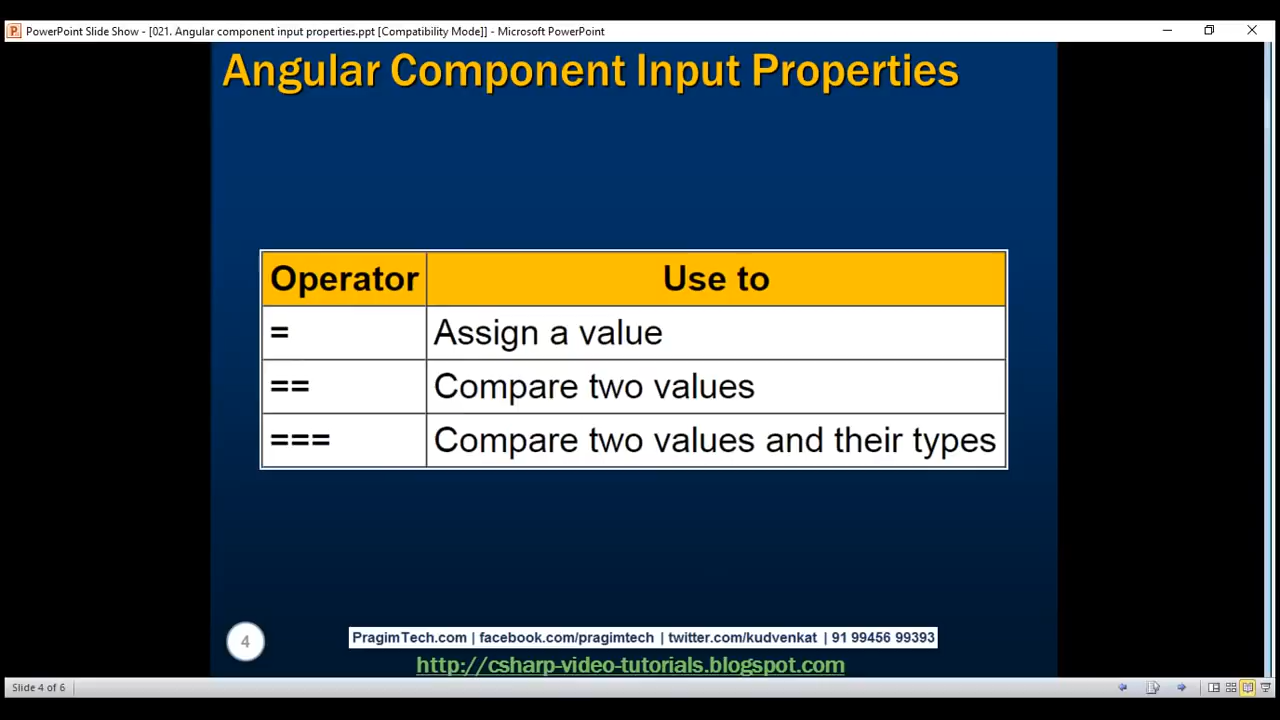 PowerPoint Slide Show - [021. Angular component input properties.ppt [Compatibility Mode]] - Microsoft PowerPoint
Angular Component Input Properties
Operator Use to
= Assign a value
== Compare two values
=== Compare two values and their types
4
PragimTech.com | facebook.com/pragimtech | twitter.com/kudvenkat | 91 99456 99393
http://csharp-video-tutorials.blogspot.com
Slide 4 of 6